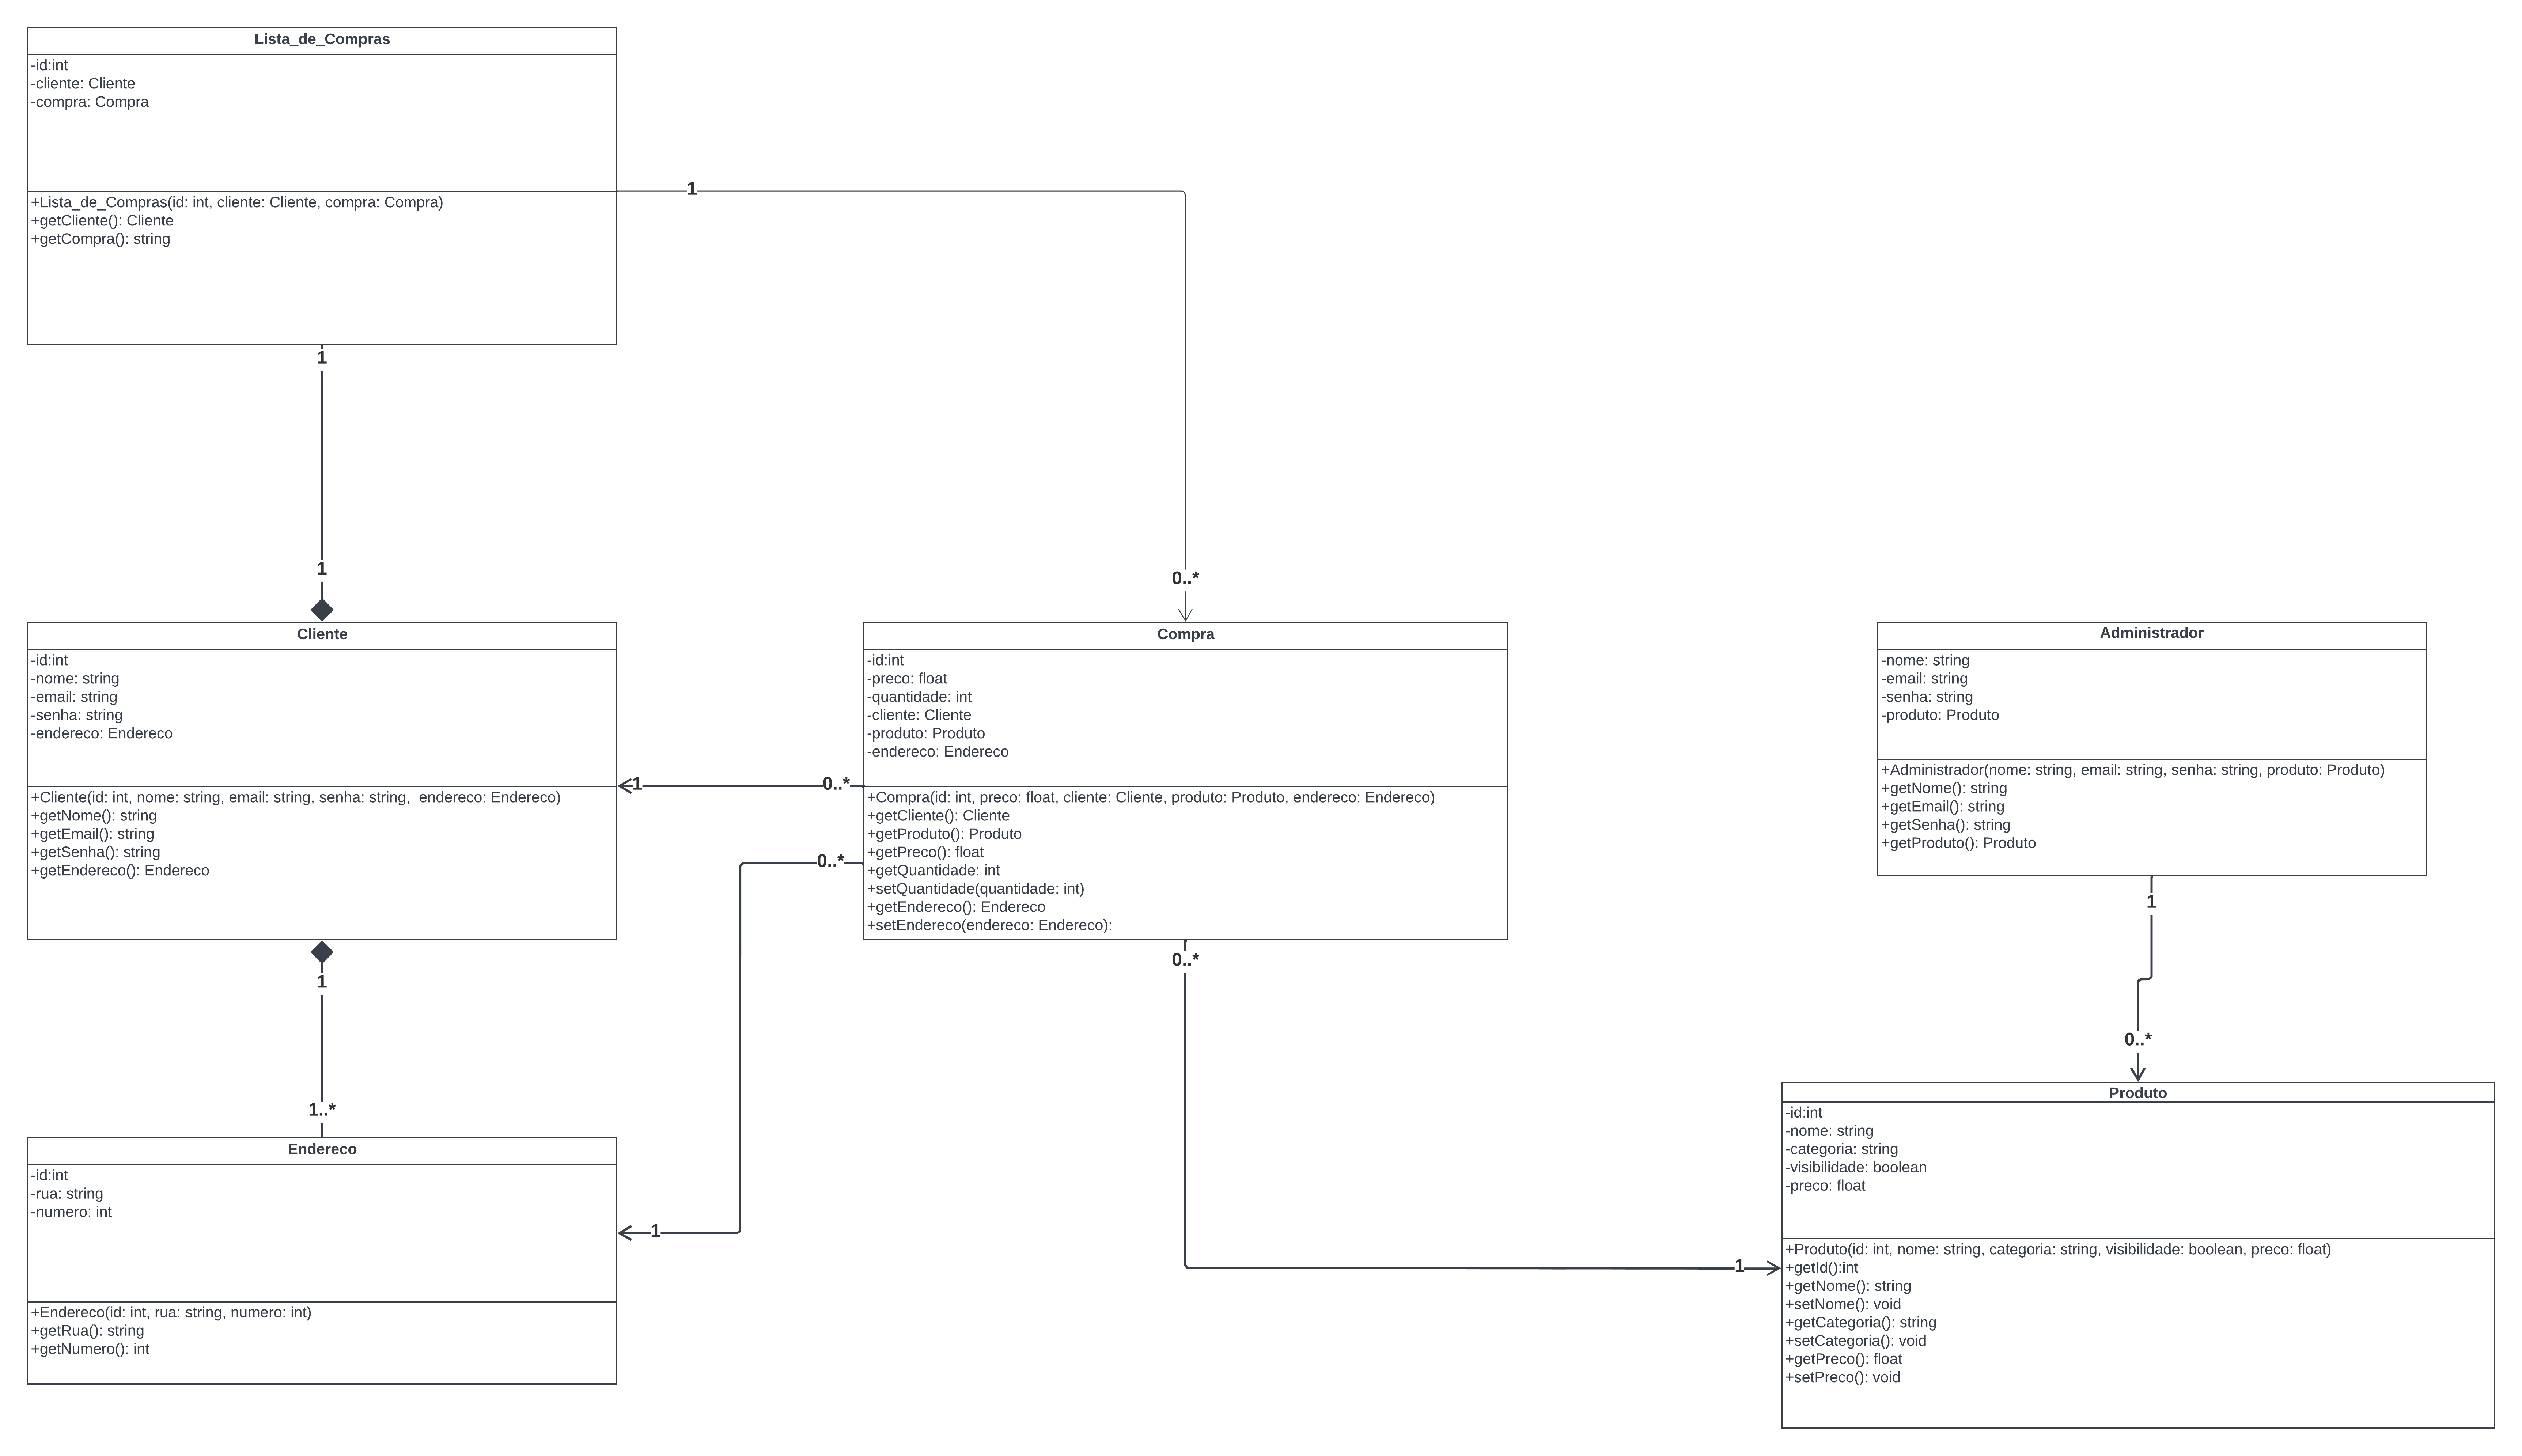 Lista_de_Compras
-id:int
-cliente: Cliente
-compra: Compra
+Lista_de_Compras(id: int, cliente: Cliente, compra: Compra)
+getCliente(): Cliente
+getCompra(): string
1
1
1
0..*
Cliente
-id:int
-nome: string
-email: string
-senha: string
-endereco: Endereco
+Cliente(id: int, nome: string, email: string, senha: string,  endereco: Endereco)
+getNome(): string
+getEmail(): string
+getSenha(): string
+getEndereco(): Endereco
1
0..*
0..*
Compra
-id:int
-preco: float
-quantidade: int
-cliente: Cliente
-produto: Produto
-endereco: Endereco
+Compra(id: int, preco: float, cliente: Cliente, produto: Produto, endereco: Endereco)
+getCliente(): Cliente
+getProduto(): Produto
+getPreco(): float
+getQuantidade: int
+setQuantidade(quantidade: int)
+getEndereco(): Endereco
+setEndereco(endereco: Endereco):
Administrador
-nome: string
-email: string
-senha: string
-produto: Produto
+Administrador(nome: string, email: string, senha: string, produto: Produto)
+getNome(): string
+getEmail(): string
+getSenha(): string
+getProduto(): Produto
1
0..*
1
0..*
1
1..*
Endereco
-id:int
-rua: string
-numero: int
+Endereco(id: int, rua: string, numero: int)
+getRua(): string
+getNumero(): int
1
1
Produto
-id:int
-nome: string
-categoria: string
-visibilidade: boolean
-preco: float
+Produto(id: int, nome: string, categoria: string, visibilidade: boolean, preco: float)
+getId():int
+getNome(): string
+setNome(): void
+getCategoria(): string
+setCategoria(): void
+getPreco(): float
+setPreco(): void